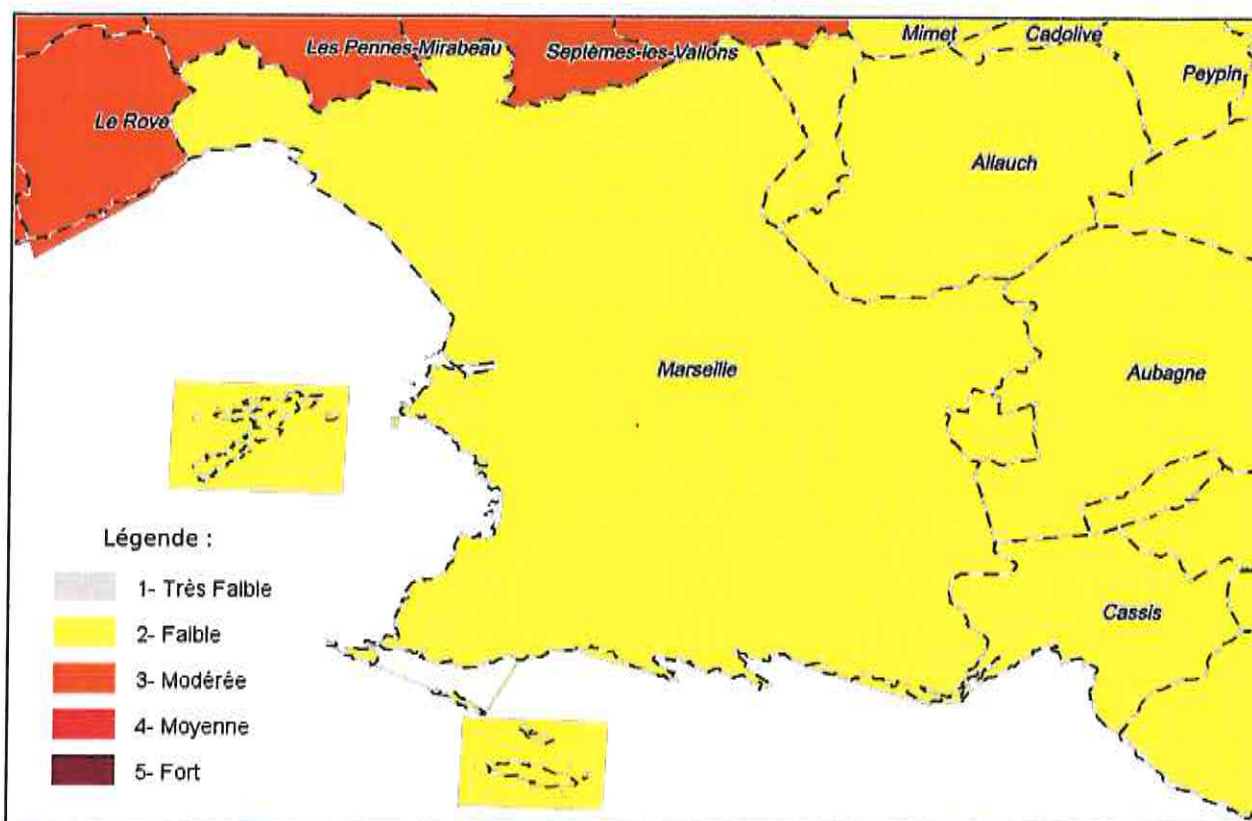 Mimet
Cadolive
Les Pennes-Mirabeau
Septèmes-les-Vallons
Peypin
Le Rove
Allauch
Marseille
Aubagne
Légende :
1- Très Faible
2- Faible
Cassis
3- Modérée
4- Moyenne
5- Fort